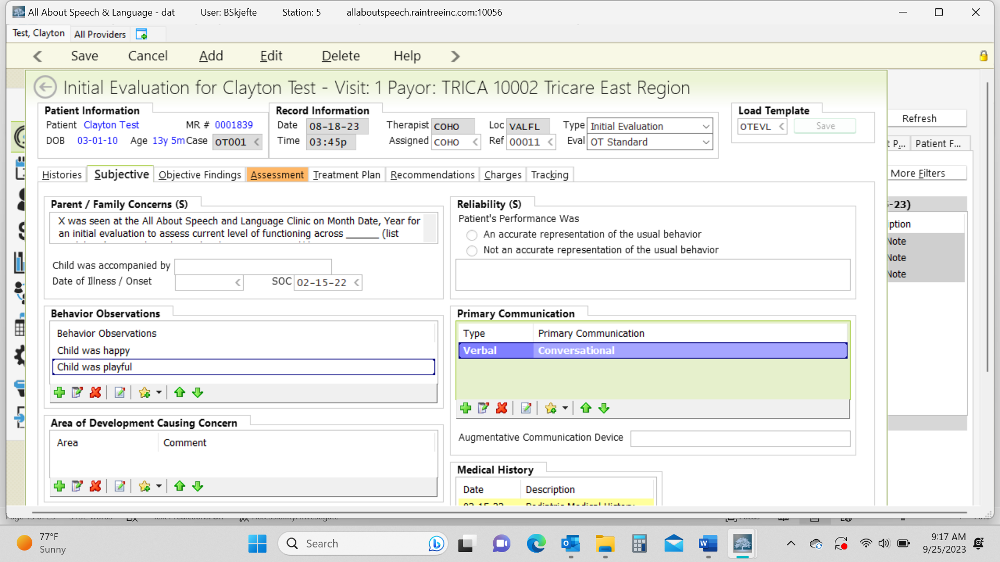 All About Speech & Language - dat User: BSkjefte Station: 5 allaboutspeech.raintreeinc.com:10056
Test, Clayton All Providers
Save Cancel Add Edit Delete Help
Initial Evaluation for Clayton Test - Visit: 1 Payor: TRICA 10002 Tricare East Region
Patient Information Record Information Load Template
Patient Clayton Test MR # 0001839 Date 08-18-23 Therapist COHO Loc VALFL Type Initial Evaluation OTEVL Save
DOB 03-01-10 Age 13y 5m Case OT001 Time 03:45p Assigned COHO Ref 00011 Eval OT Standard
Refresh
t P... Patient F...
Histories Subjective Objective Findings Assessment Treatment Plan Recommendations Charges Tracking
More Filters
Parent / Family Concerns (S)
X was seen at the All About Speech and Language Clinic on Month Date, Year for
an initial evaluation to assess current level of functioning across ______ (list
Child was accompanied by
Date of Illness / Onset SOC 02-15-22
Reliability (S)
Patient's Performance Was
An accurate representation of the usual behavior
Not an accurate representation of the usual behavior
-23)
ption
Note
Note
Note
Behavior Observations
Behavior Observations
Child was happy
Child was playful
Primary Communication
Type Primary Communication
Verbal Conversational
Augmentative Communication Device
Area of Development Causing Concern
Area Comment
Medical History
Date Description
77°F
Sunny
Search
9:17 AM
9/25/2023